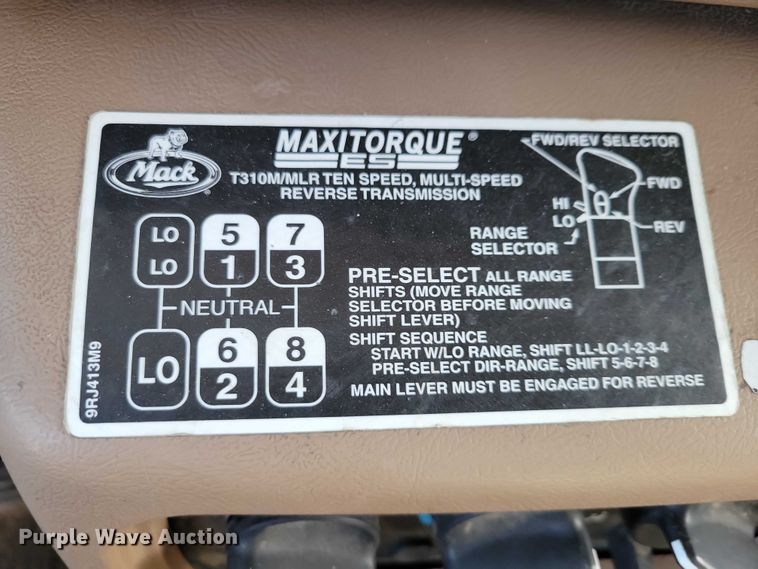 Mack
MAXITORQUE®
ES
T310M/MLR TEN SPEED, MULTI-SPEED
REVERSE TRANSMISSION
FWD/REV SELECTOR
FWD
HI
LO
REV
RANGE
SELECTOR
LO 5 7
LO 1 3
NEUTRAL
LO 6 8
2 4
PRE-SELECT ALL RANGE
SHIFTS (MOVE RANGE
SELECTOR BEFORE MOVING
SHIFT LEVER)
SHIFT SEQUENCE
START W/LO RANGE, SHIFT LL-LO-1-2-3-4
PRE-SELECT DIR-RANGE, SHIFT 5-6-7-8
MAIN LEVER MUST BE ENGAGED FOR REVERSE
9RJ413M9
Purple Wave Auction